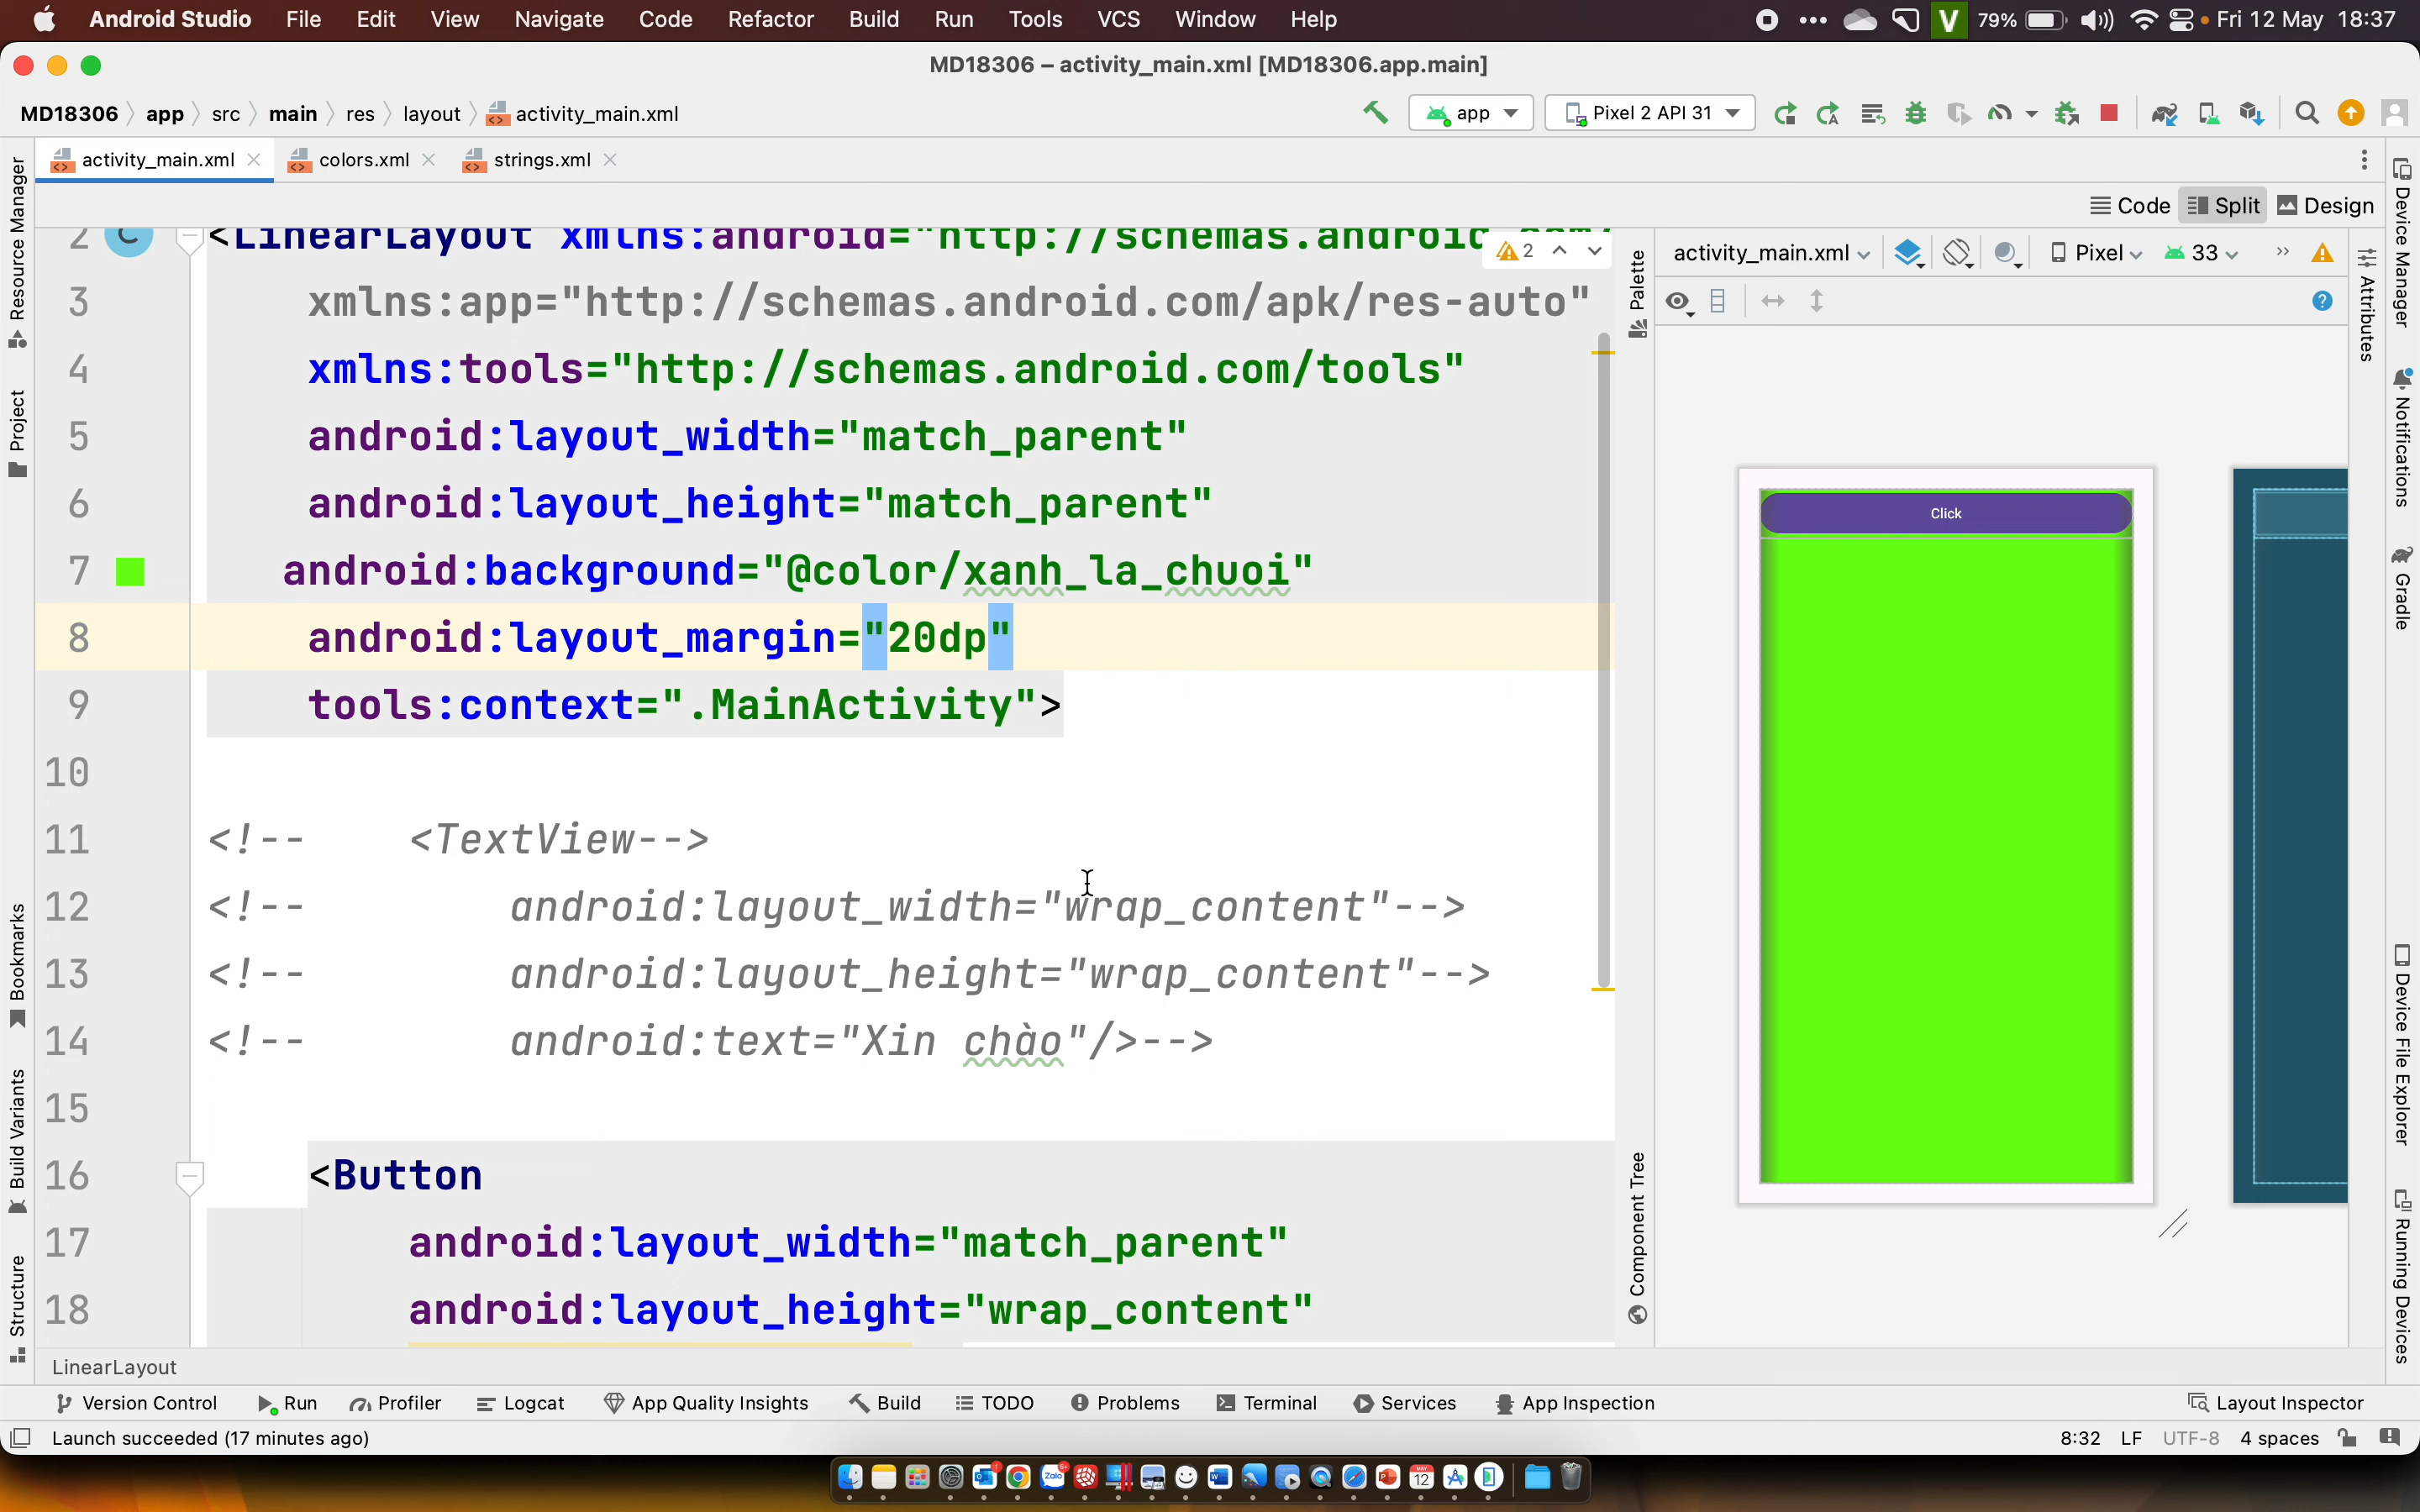 Android Studio File Edit View Navigate Code Refactor Build Run Tools VCS Window Help V 79% Fri 12 May 18:37
MD18306 – activity_main.xml [MD18306.app.main]
MD18306 app src main res layout activity_main.xml app Pixel 2 API 31
activity_main.xml colors.xml strings.xml
Code Split Design
2 <LinearLayout xmlns:android="http://schemas.android.com/
2
3 xmlns:app="http://schemas.android.com/apk/res-auto"
4 xmlns:tools="http://schemas.android.com/tools"
5 android:layout_width="match_parent"
6 android:layout_height="match_parent"
7 android:background="@color/xanh_la_chuoi"
8 android:layout_margin="20dp"
9 tools:context=".MainActivity">
10
11 <!-- <TextView-->
12 <!-- android:layout_width="wrap_content"-->
13 <!-- android:layout_height="wrap_content"-->
14 <!-- android:text="Xin chào"/>-->
15
16 <Button
17 android:layout_width="match_parent"
18 android:layout_height="wrap_content"
activity_main.xml Pixel 33
Click
Palette
Component Tree
Attributes
Resource Manager
Project
Bookmarks
Build Variants
Structure
Device Manager
Notifications
Gradle
Device File Explorer
Running Devices
LinearLayout
Version Control Run Profiler Logcat App Quality Insights Build TODO Problems Terminal Services App Inspection Layout Inspector
Launch succeeded (17 minutes ago) 8:32 LF UTF-8 4 spaces
Zalo
12